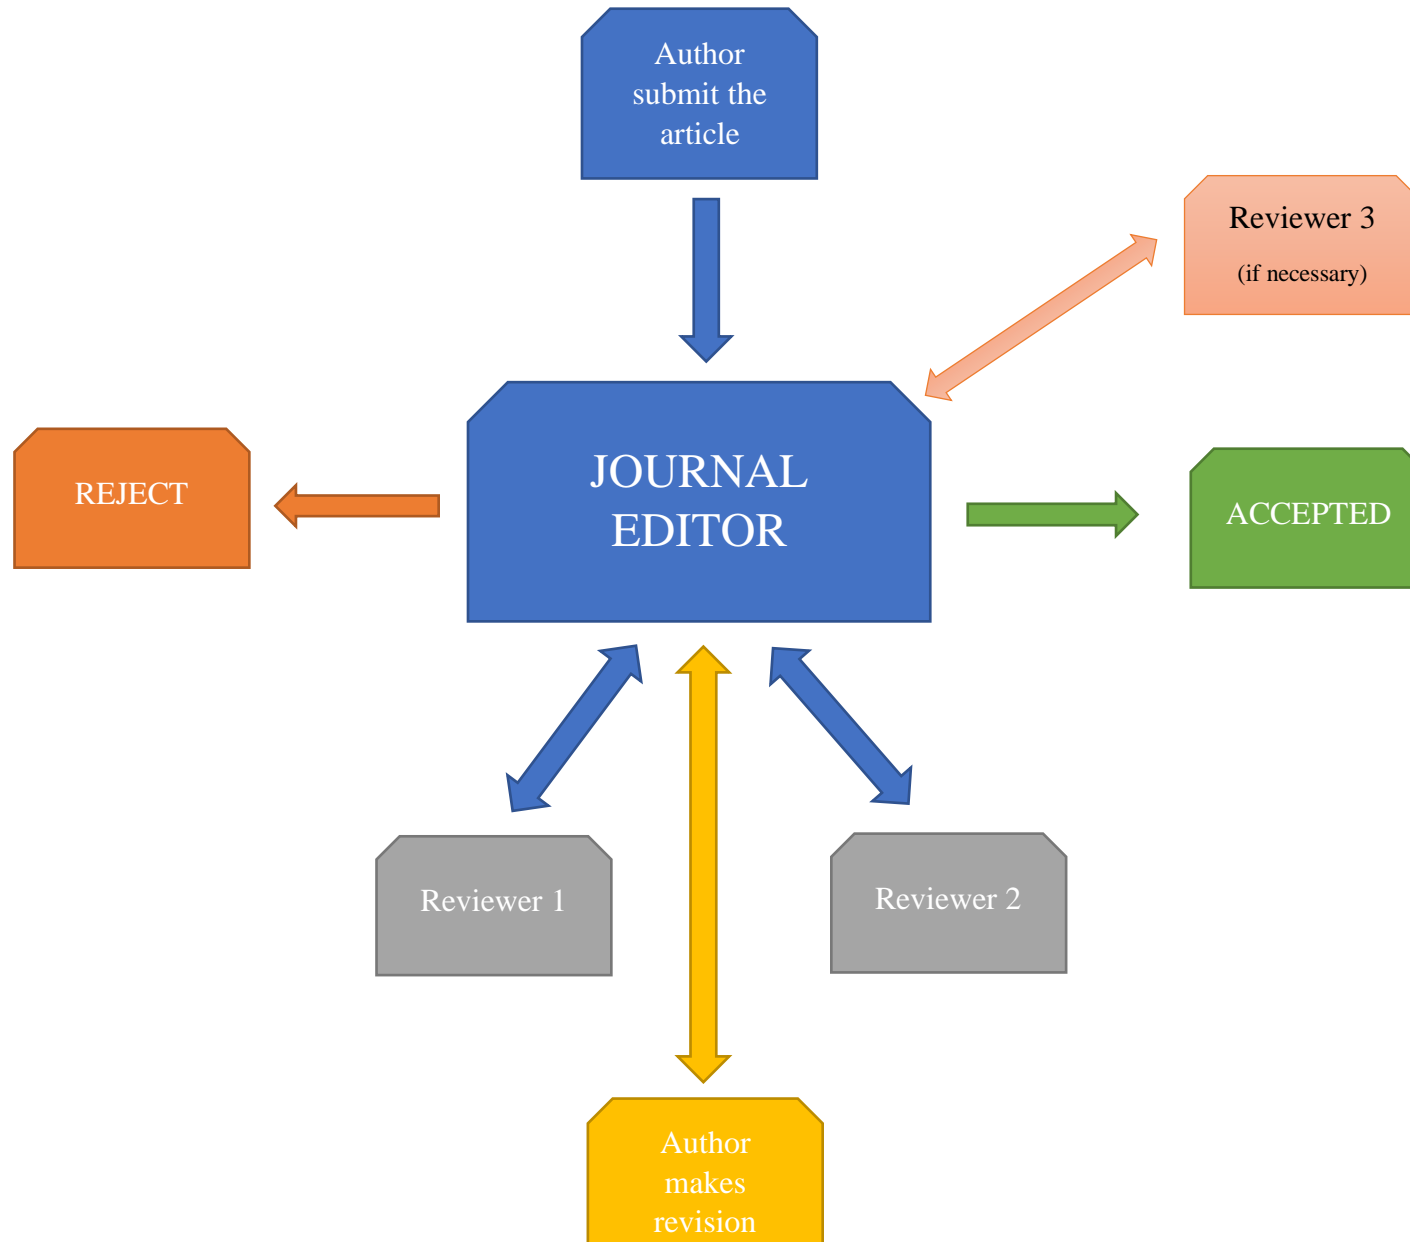 Author
submit the
article
Reviewer 3
(if necessary)
JOURNAL
EDITOR
REJECT
ACCEPTED
Reviewer 1
Reviewer 2
Author
makes
revision